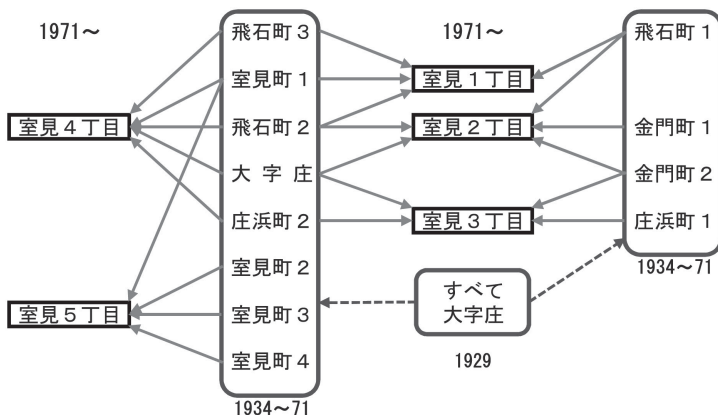 1971～
飛石町３
1971～
飛石町１
室見町１
室見１丁目
室見４丁目
飛石町２
室見２丁目
金門町１
大字庄
金門町２
庄浜町２
室見３丁目
庄浜町１
室見町２
1934～71
すべて
大字庄
室見５丁目
室見町３
1929
室見町４
1934～71